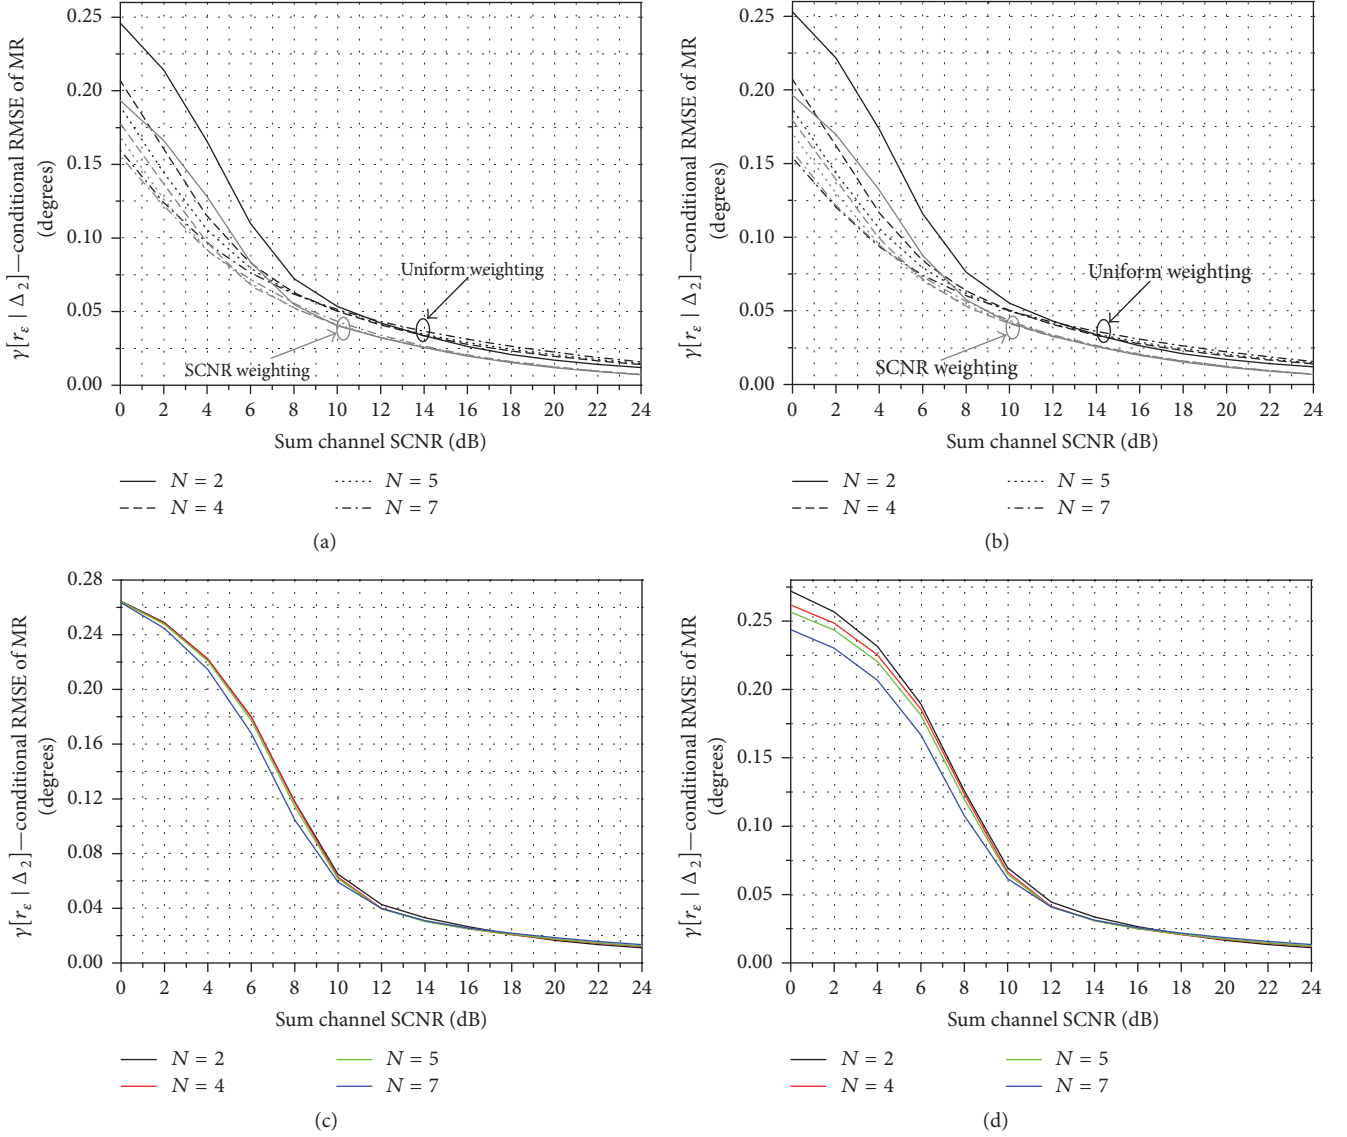 γ[r_ε | Δ_2]—conditional RMSE of MR
(degrees)
0.25
0.20
0.15
0.10
0.05
0.00
Uniform weighting
SCNR weighting
0 2 4 6 8 10 12 14 16 18 20 22 24
Sum channel SCNR (dB)
N = 2
N = 5
N = 4
N = 7
(a)
γ[r_ε | Δ_2]—conditional RMSE of MR
(degrees)
0.25
0.20
0.15
0.10
0.05
0.00
Uniform weighting
SCNR weighting
0 2 4 6 8 10 12 14 16 18 20 22 24
Sum channel SCNR (dB)
N = 2
N = 5
N = 4
N = 7
(b)
γ[r_ε | Δ_2]—conditional RMSE of MR
(degrees)
0.28
0.24
0.20
0.16
0.12
0.08
0.04
0.00
0 2 4 6 8 10 12 14 16 18 20 22 24
Sum channel SCNR (dB)
N = 2
N = 5
N = 4
N = 7
(c)
γ[r_ε | Δ_2]—conditional RMSE of MR
(degrees)
0.25
0.20
0.15
0.10
0.05
0.00
0 2 4 6 8 10 12 14 16 18 20 22 24
Sum channel SCNR (dB)
N = 2
N = 5
N = 4
N = 7
(d)